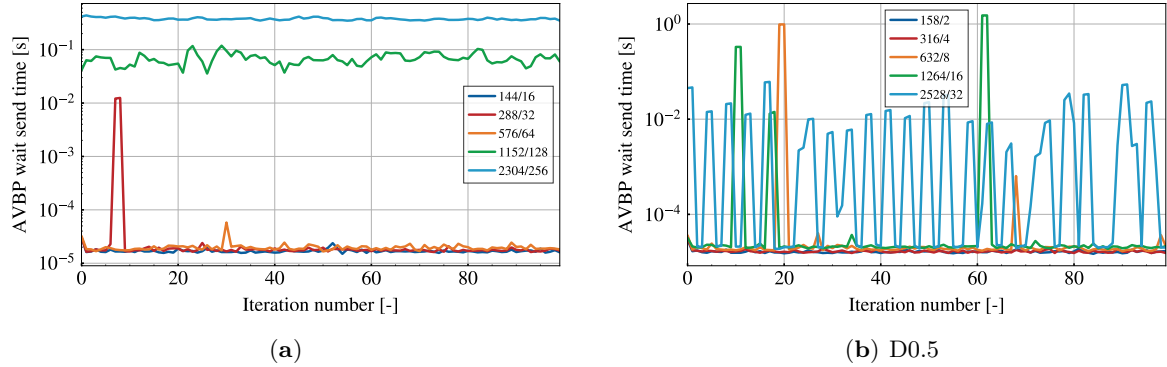 AVBP wait send time [s]
10⁻¹
10⁻²
10⁻³
10⁻⁴
10⁻⁵
144/16
288/32
576/64
1152/128
2304/256
0 20 40 60 80
Iteration number [-]
(a)
AVBP wait send time [s]
10⁰
10⁻²
10⁻⁴
158/2
316/4
632/8
1264/16
2528/32
0 20 40 60 80
Iteration number [-]
(b) D0.5